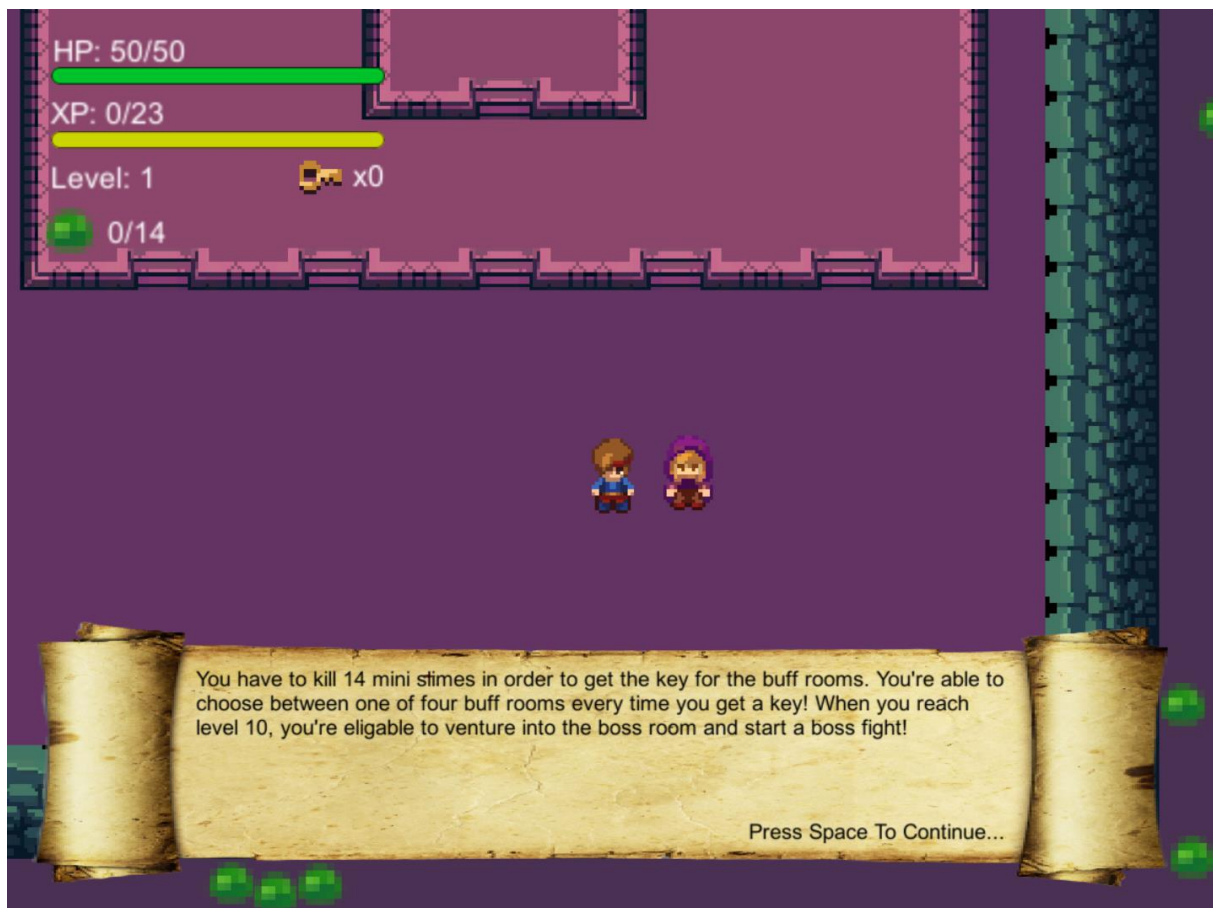 HP: 50/50
XP: 0/23
Level: 1
x0
0/14
You have to kill 14 mini slimes in order to get the key for the buff rooms. You're able to
choose between one of four buff rooms every time you get a key! When you reach
level 10, you're eligable to venture into the boss room and start a boss fight!
Press Space To Continue...